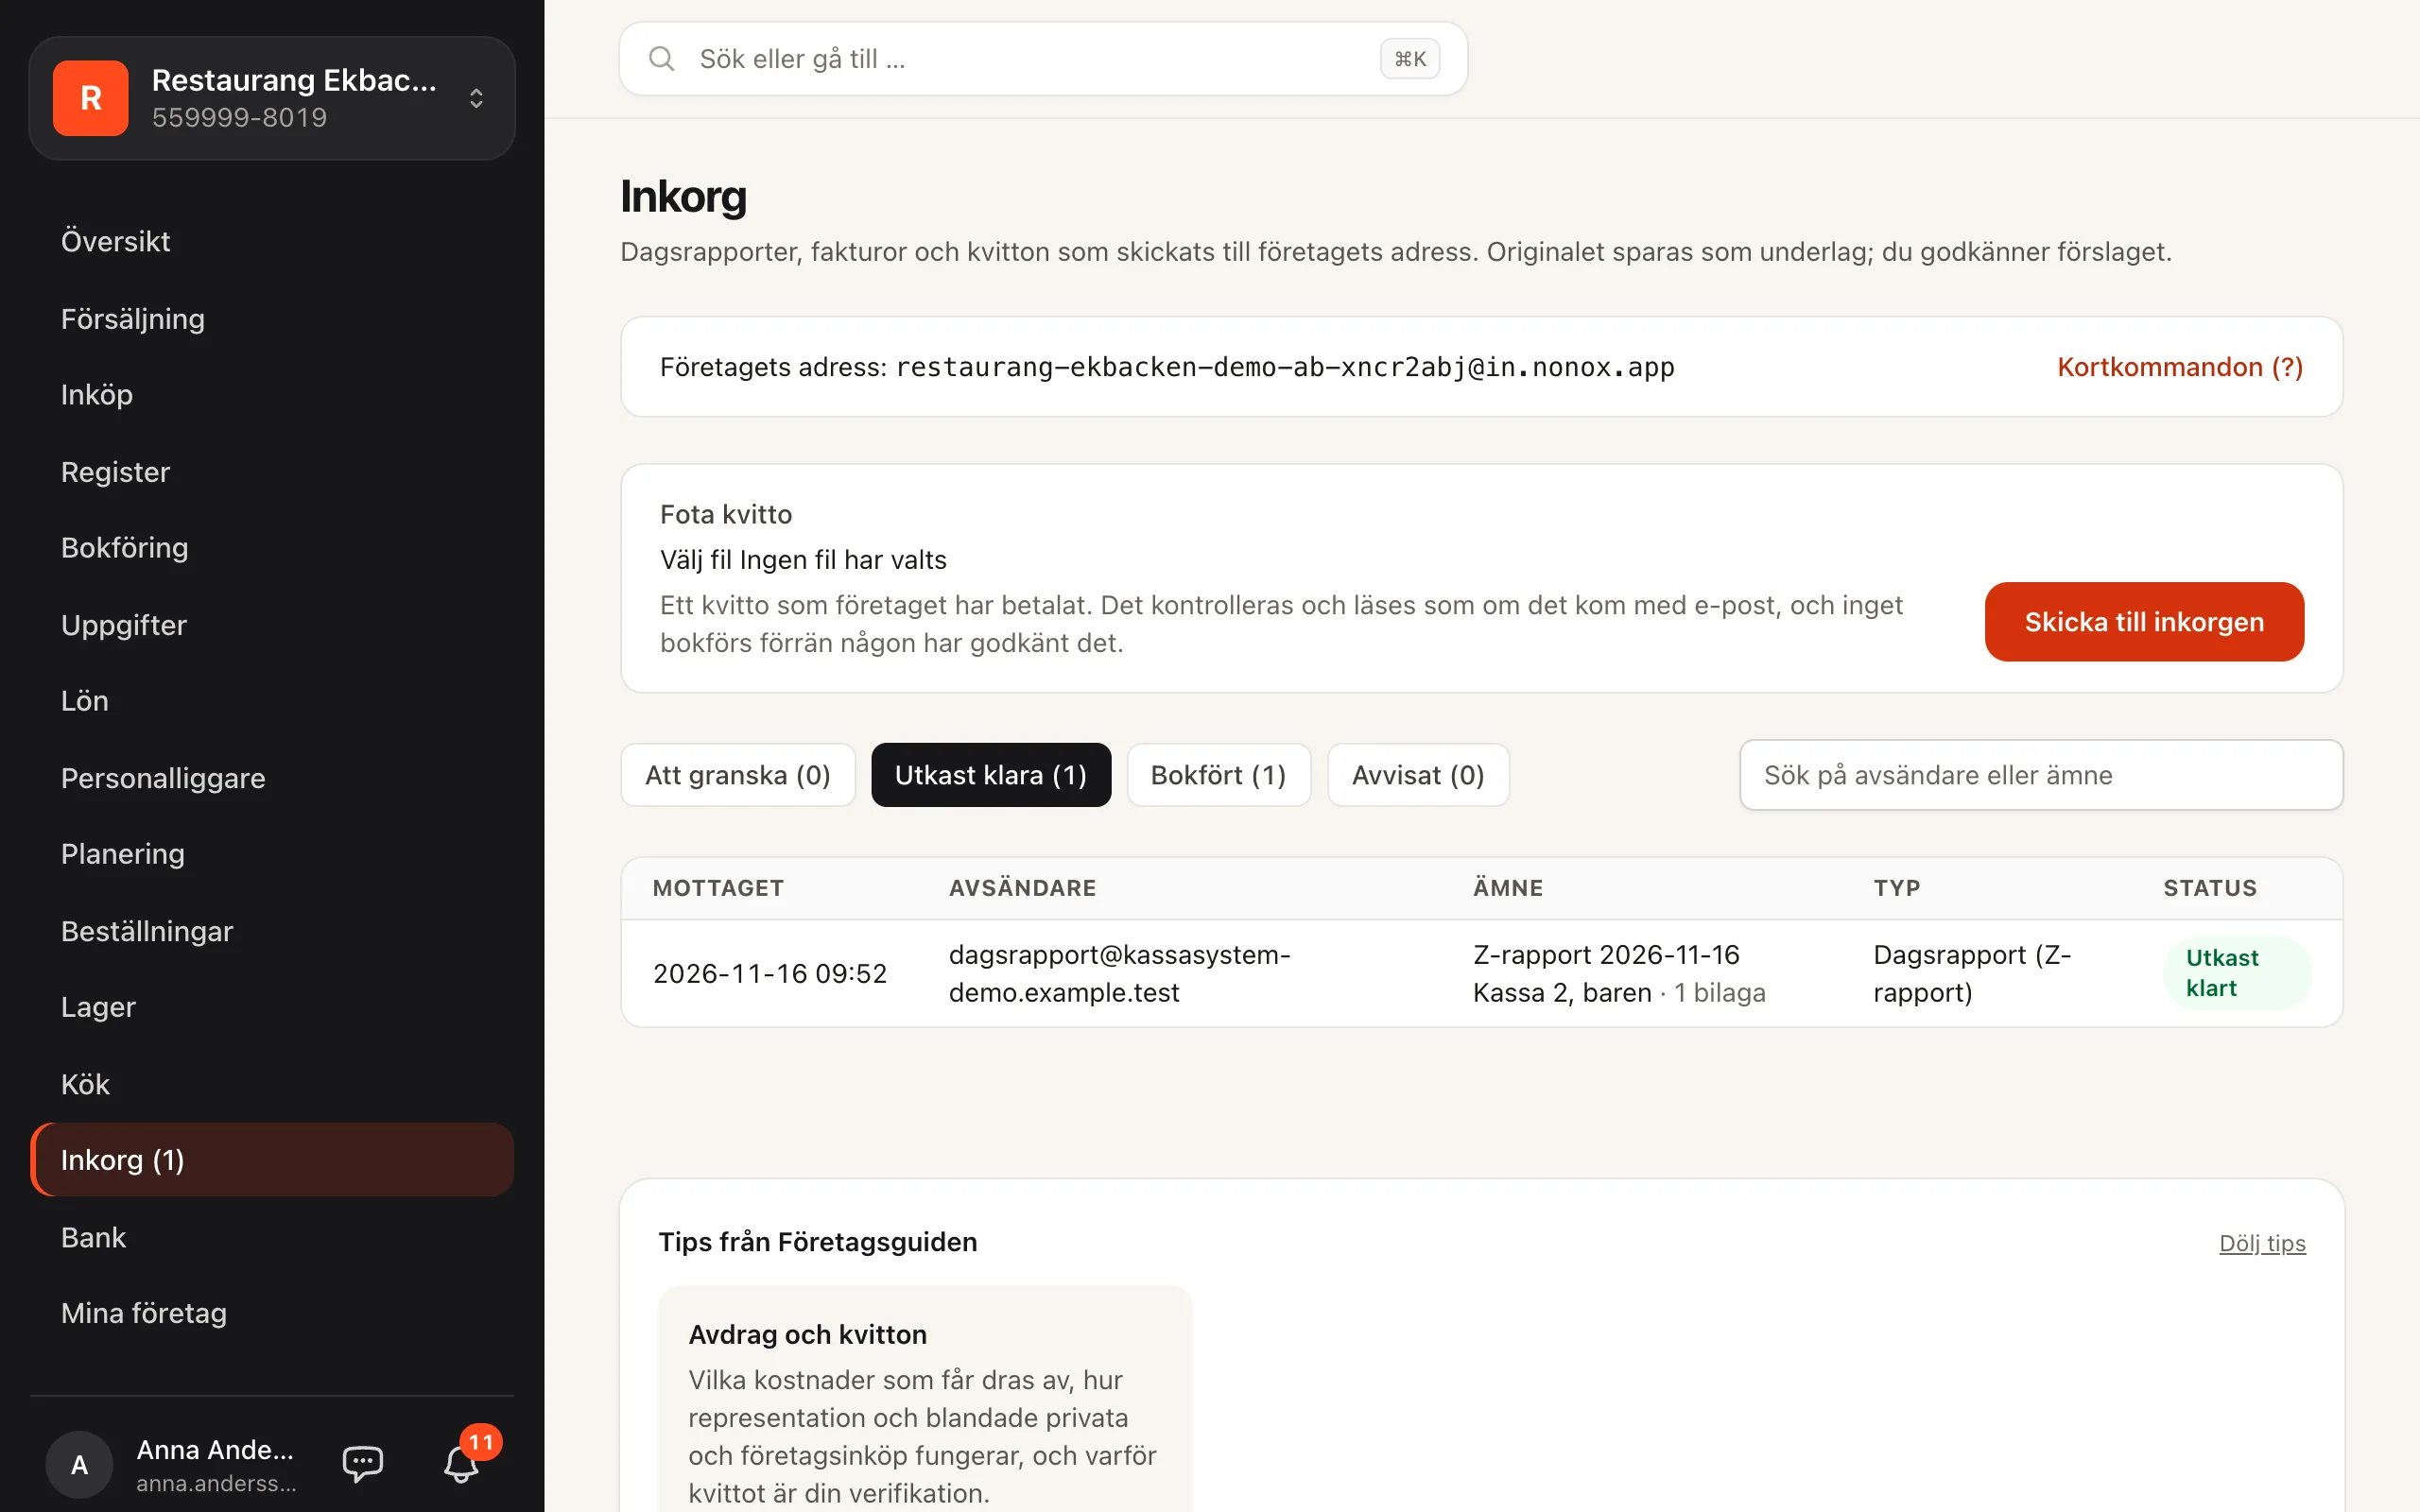 R
Restaurang Ekbac...
559999-8019
Översikt
Försäljning
Inköp
Register
Bokföring
Uppgifter
Lön
Personalliggare
Planering
Beställningar
Lager
Kök
Inkorg (1)
Bank
Mina företag
A
Anna Ande...
anna.anderss...
11
Sök eller gå till ...
⌘K
Inkorg
Dagsrapporter, fakturor och kvitton som skickats till företagets adress. Originalet sparas som underlag; du godkänner förslaget.
Företagets adress: restaurang-ekbacken-demo-ab-xncr2abj@in.nonox.app
Kortkommandon (?)
Fota kvitto
Välj fil Ingen fil har valts
Ett kvitto som företaget har betalat. Det kontrolleras och läses som om det kom med e-post, och inget
bokförs förrän någon har godkänt det.
Skicka till inkorgen
Att granska (0)
Utkast klara (1)
Bokfört (1)
Avvisat (0)
Sök på avsändare eller ämne
MOTTAGET
AVSÄNDARE
ÄMNE
TYP
STATUS
2026-11-16 09:52
dagsrapport@kassasystem-
demo.example.test
Z-rapport 2026-11-16
Kassa 2, baren · 1 bilaga
Dagsrapport (Z-
rapport)
Utkast
klart
Tips från Företagsguiden
Dölj tips
Avdrag och kvitton
Vilka kostnader som får dras av, hur
representation och blandade privata
och företagsinköp fungerar, och varför
kvittot är din verifikation.